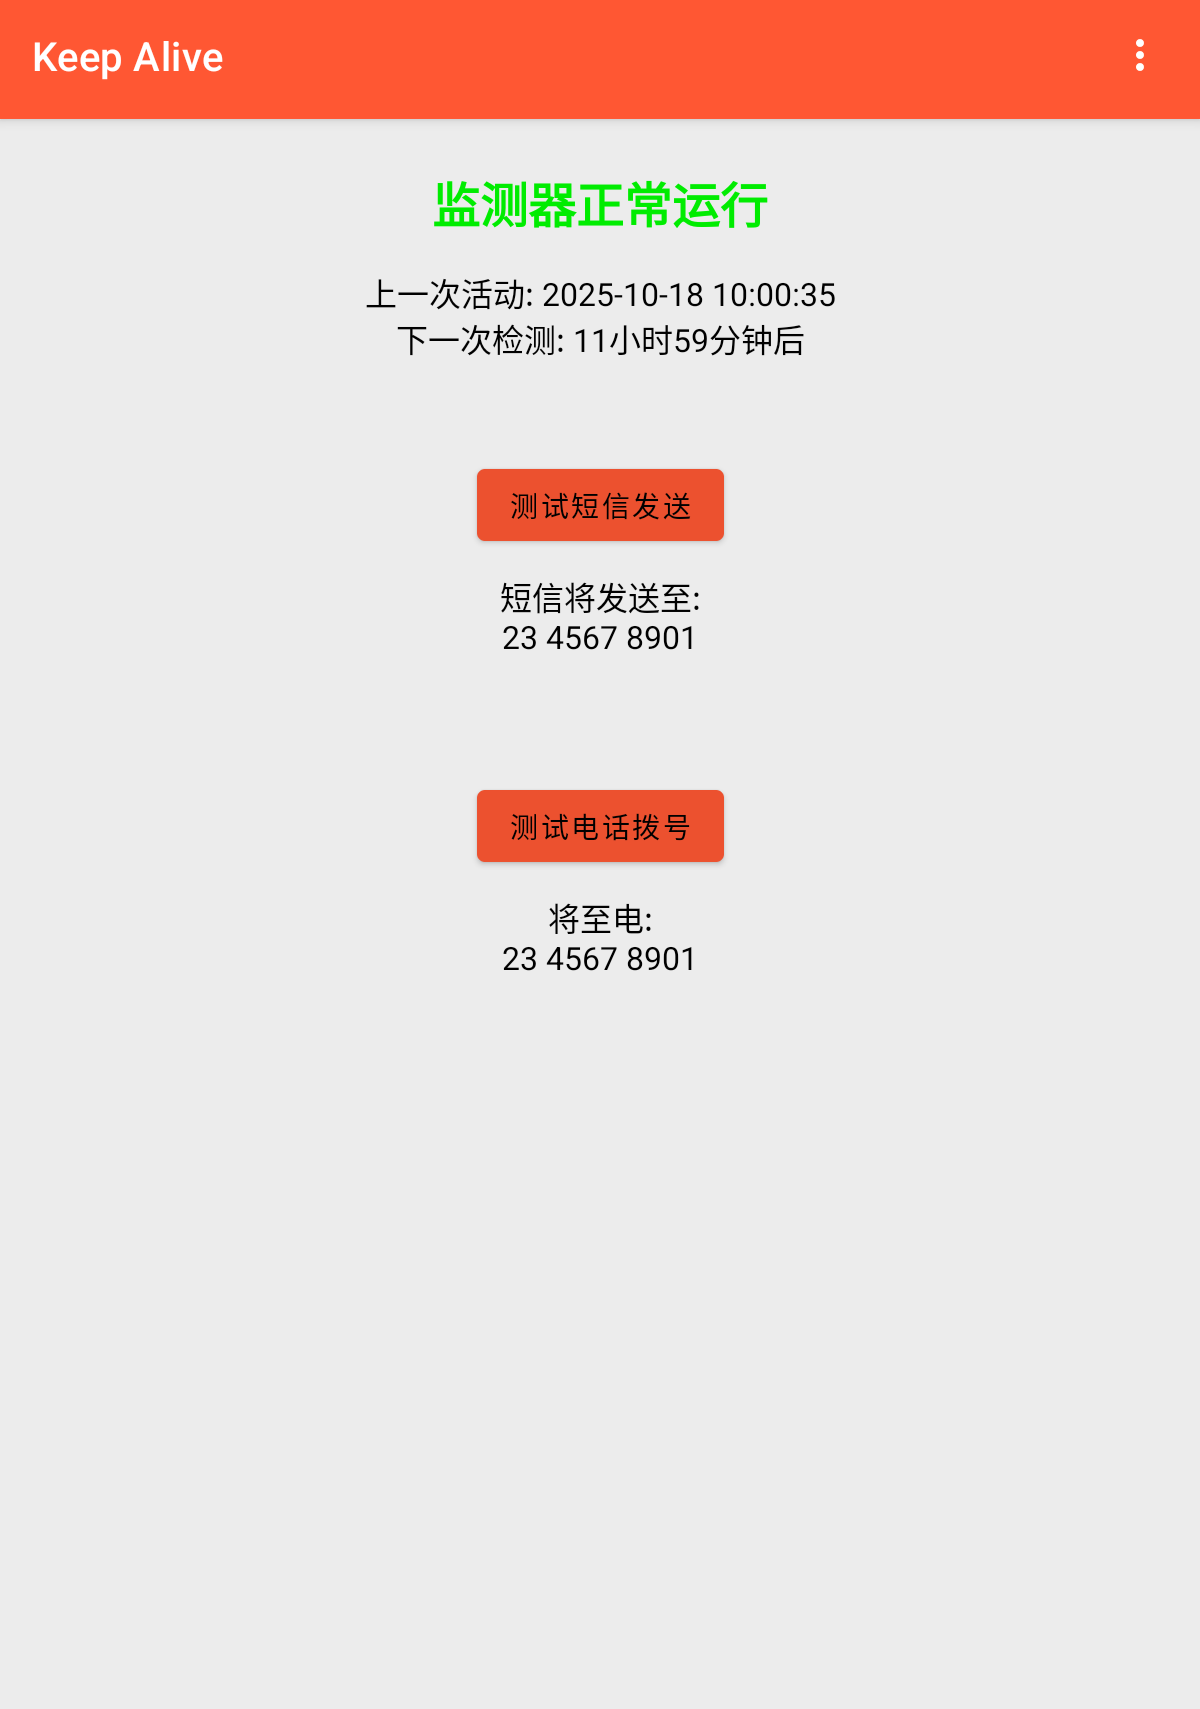 Keep Alive
监测器正常运行
上一次活动: 2025-10-18 10:00:35
下一次检测: 11小时59分钟后
测试短信发送
短信将发送至:
23 4567 8901
测试电话拨号
将至电:
23 4567 8901